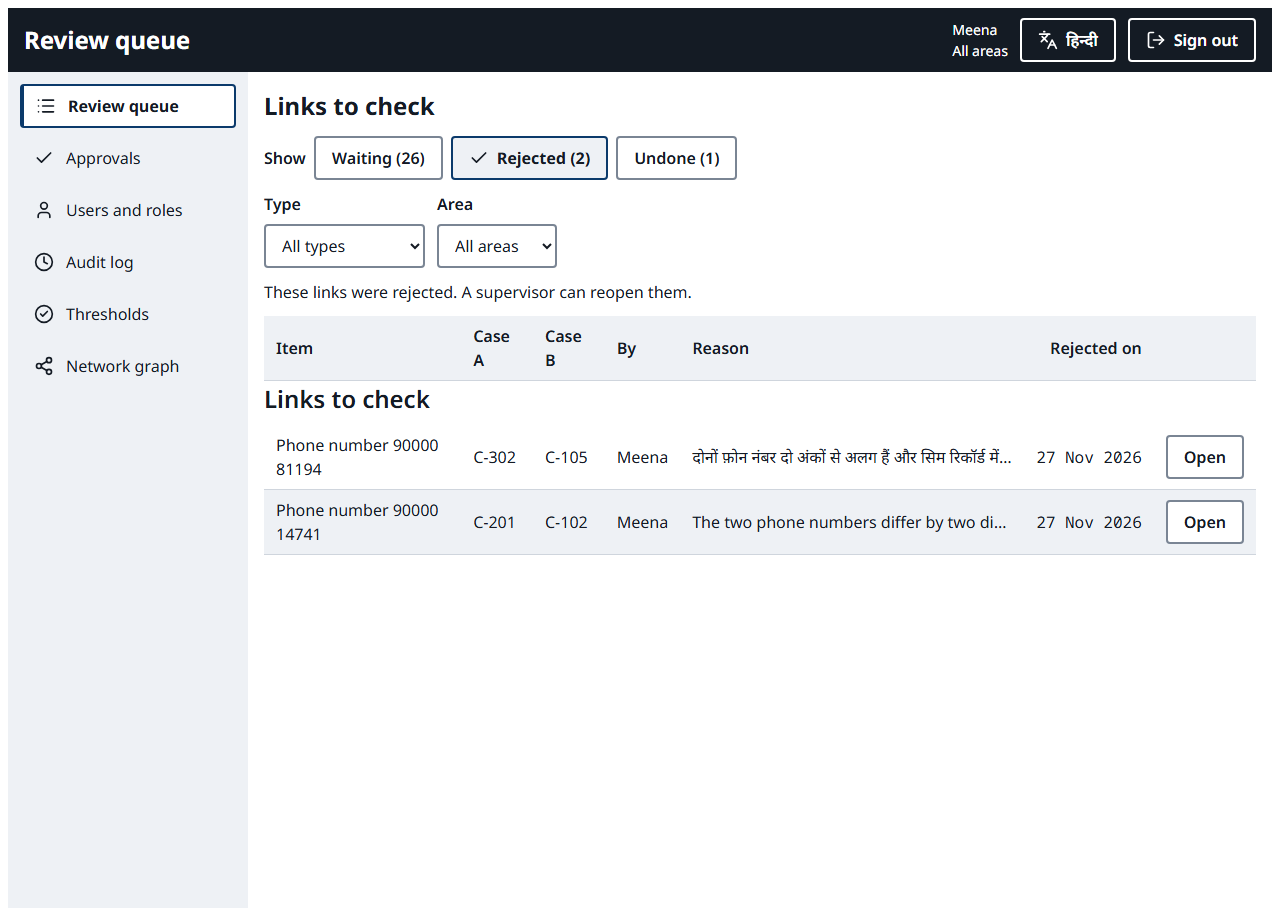 Review queue
Meena
All areas
हिन्दी
Sign out
Review queue
Approvals
Users and roles
Audit log
Thresholds
Network graph
Links to check
Show Waiting (26) Rejected (2) Undone (1)
Type Area
All types All areas
These links were rejected. A supervisor can reopen them.
Item Case A Case B By Reason Rejected on
Links to check
Phone number 90000 81194 C-302 C-105 Meena दोनों फ़ोन नंबर दो अंकों से अलग हैं और सिम रिकॉर्ड में... 27 Nov 2026 Open
Phone number 90000 14741 C-201 C-102 Meena The two phone numbers differ by two di... 27 Nov 2026 Open